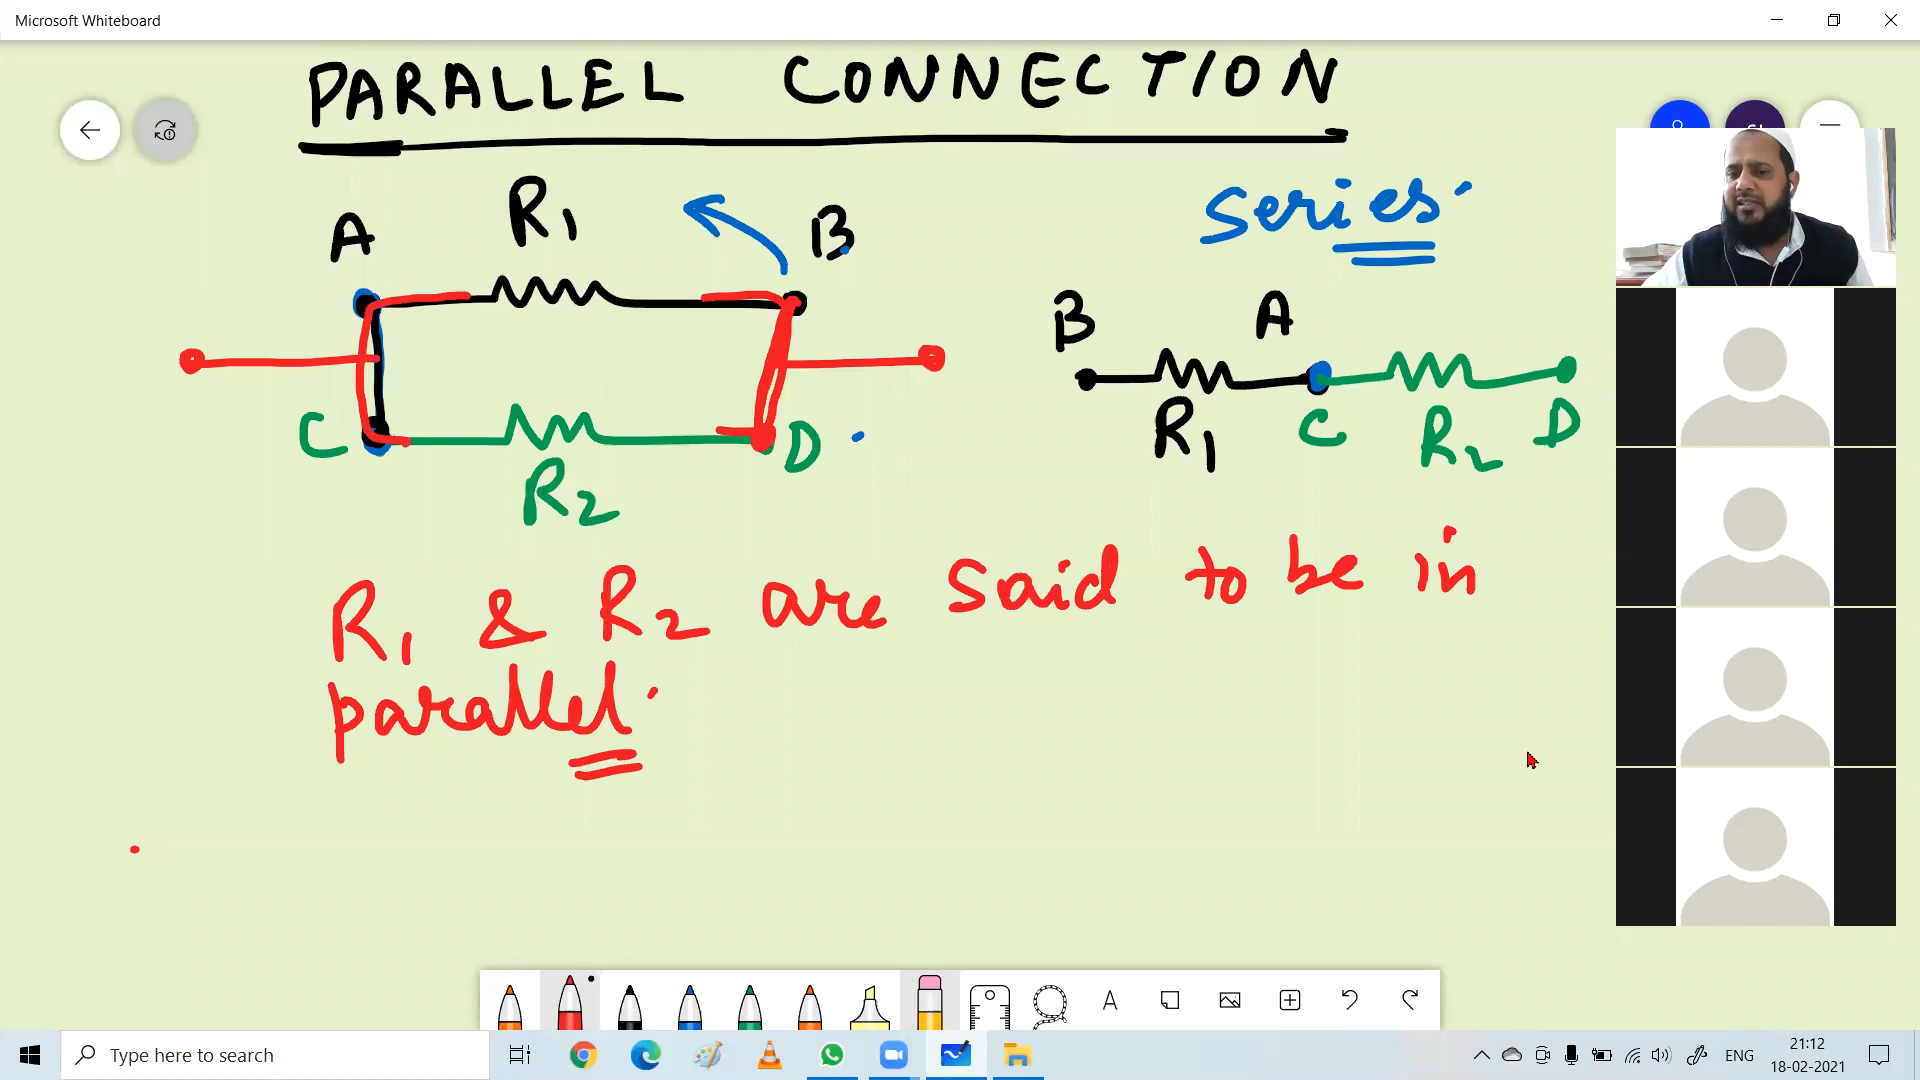 Microsoft Whiteboard
PARALLEL CONNECTION
A R1 B
C R2 D
series
B A
R1 C R2 D
R1 & R2 are said to be in
parallel.
Type here to search
ENG
21:12
18-02-2021